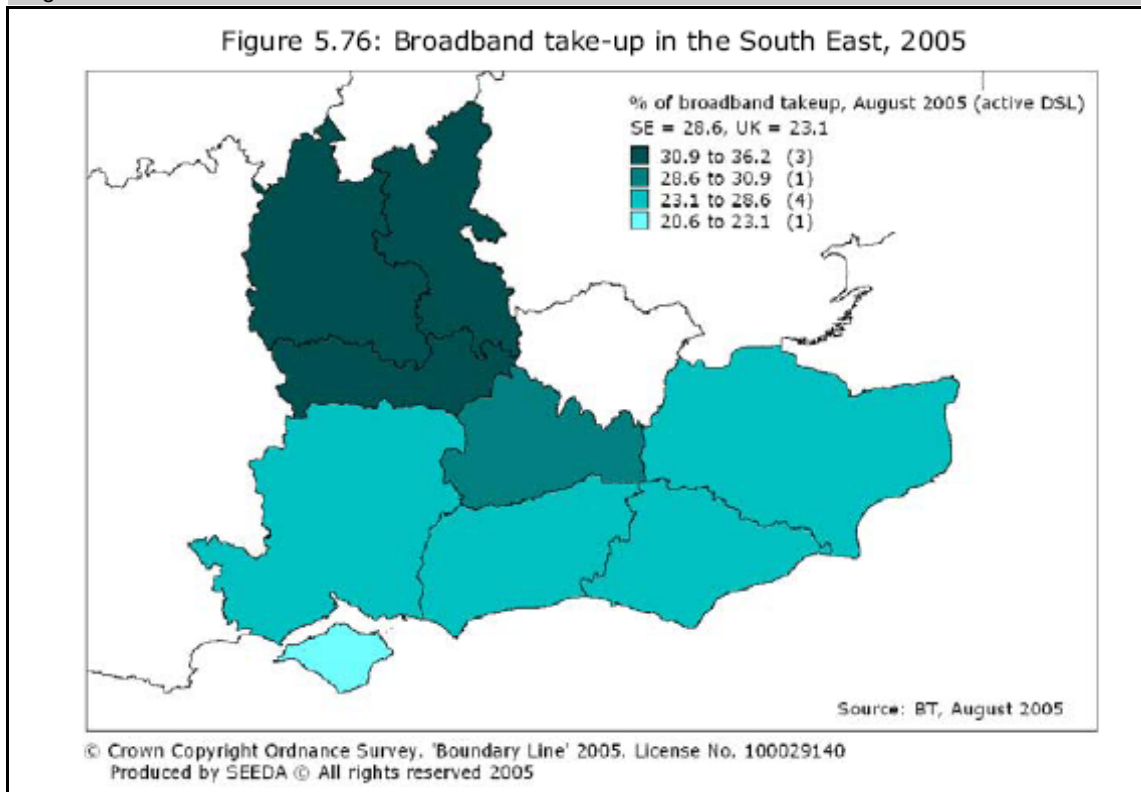 Figure 5.76: Broadband take-up in the South East, 2005
% of broadband takeup, August 2005 (active DSL)
SE = 28.6, UK = 23.1
30.9 to 36.2 (3)
28.6 to 30.9 (1)
23.1 to 28.6 (4)
20.6 to 23.1 (1)
Source: BT, August 2005
© Crown Copyright Ordnance Survey. 'Boundary Line' 2005. License No. 100029140
Produced by SEEDA © All rights reserved 2005